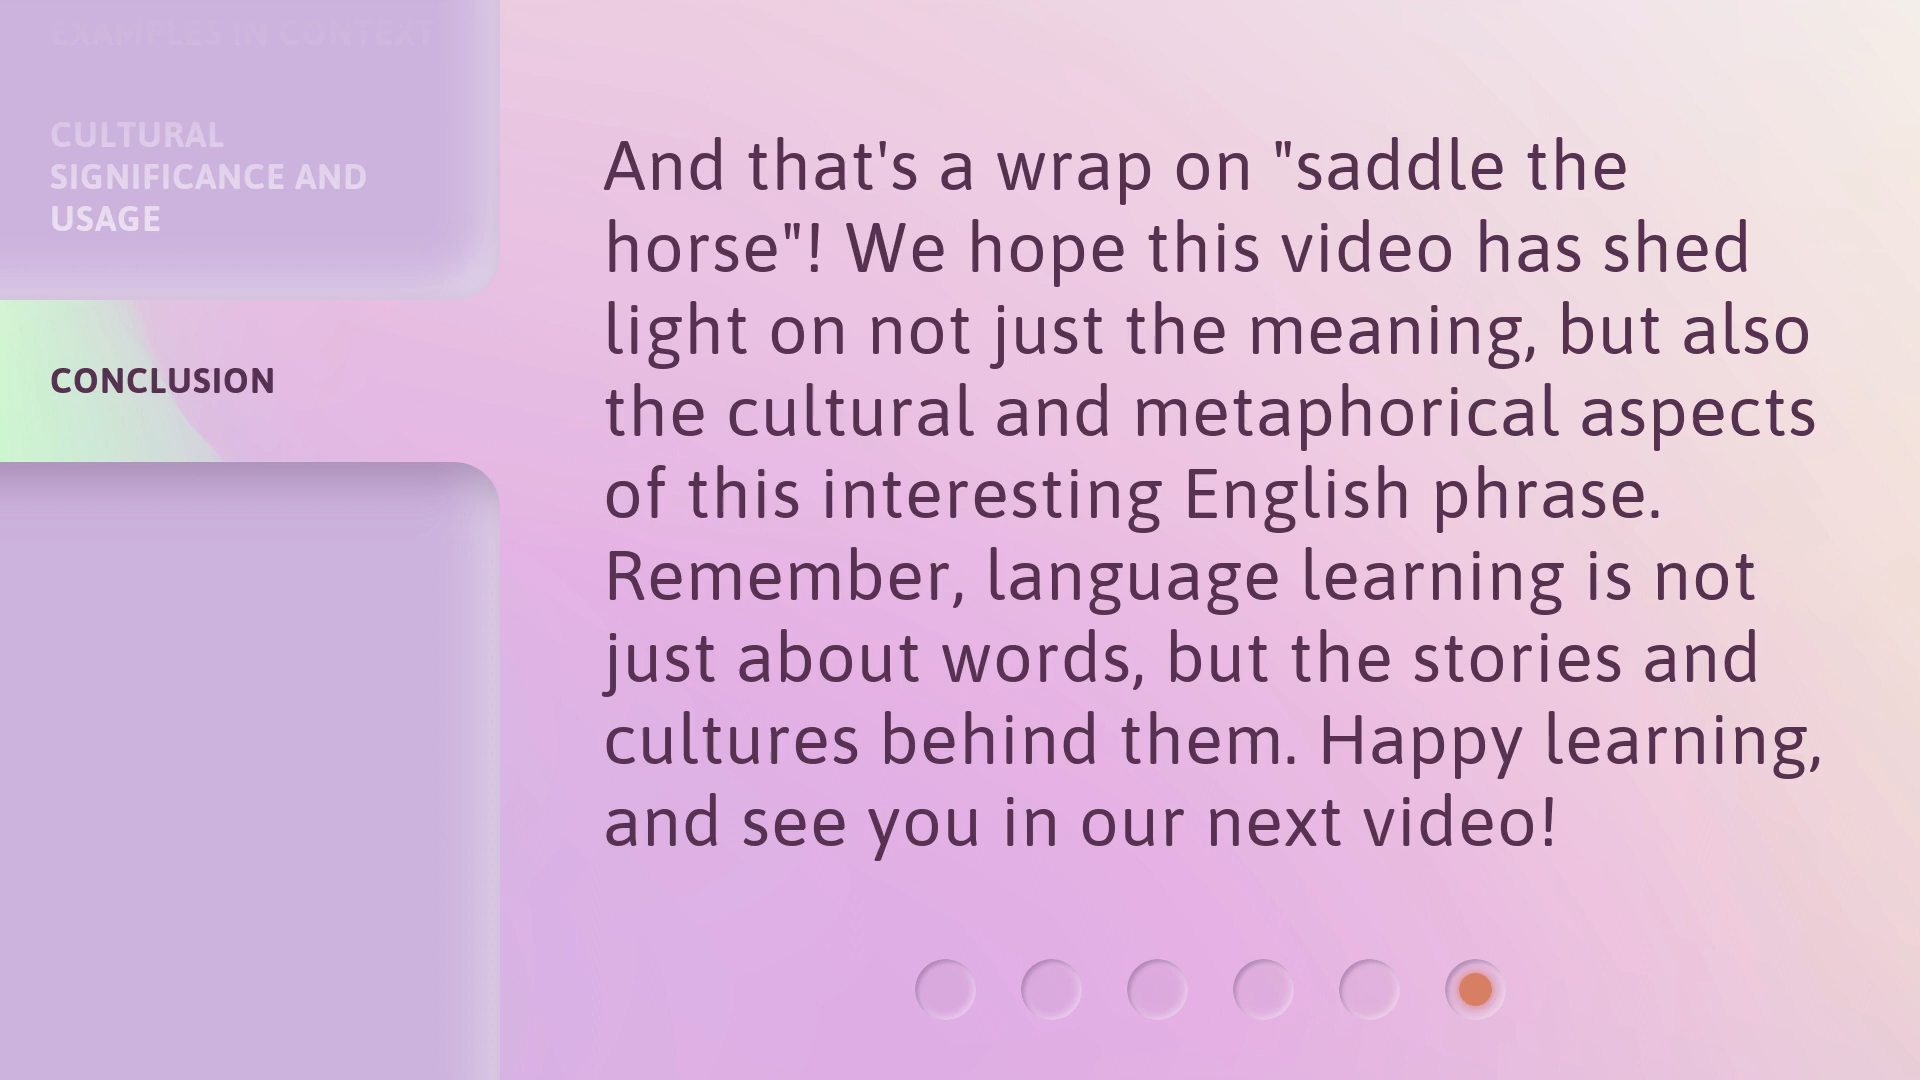 EXAMPLES IN CONTEXT
CULTURAL
SIGNIFICANCE AND
USAGE
CONCLUSION
And that's a wrap on "saddle the
horse"! We hope this video has shed
light on not just the meaning, but also
the cultural and metaphorical aspects
of this interesting English phrase.
Remember, language learning is not
just about words, but the stories and
cultures behind them. Happy learning,
and see you in our next video!